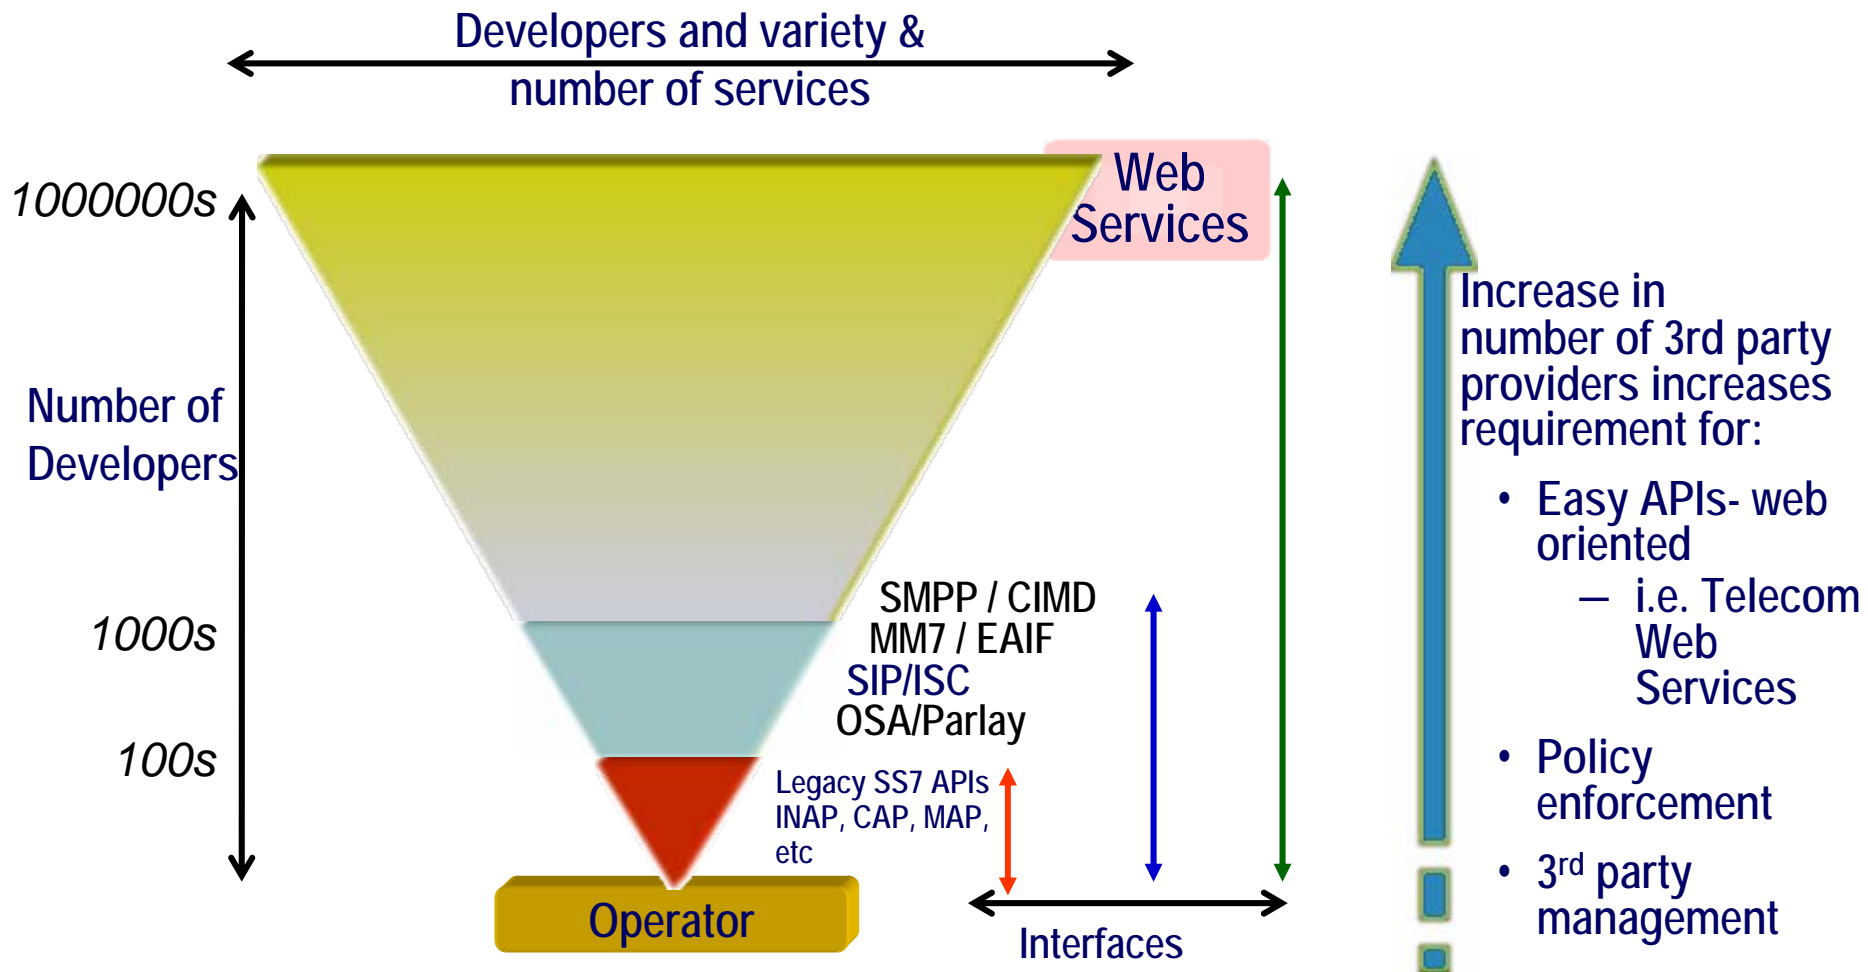 Developers and variety &
number of services
Web
Services
1000000s
Number of
Developers
1000s
100s
SMPP / CIMD
MM7 / EAIF
SIP/ISC
OSA/Parlay
Legacy SS7 APIs
INAP, CAP, MAP,
etc
Operator
Interfaces
Increase in
number of 3rd party
providers increases
requirement for:
• Easy APIs- web
oriented
– i.e. Telecom
Web
Services
• Policy
enforcement
• 3rd party
management